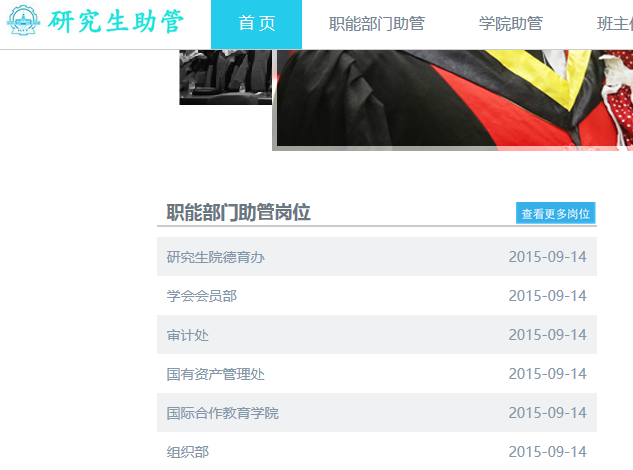 研究生助管
首 页
职能部门助管
学院助管
班主
职能部门助管岗位
查看更多岗位
研究生院德育办 2015-09-14
学会会员部 2015-09-14
审计处 2015-09-14
国有资产管理处 2015-09-14
国际合作教育学院 2015-09-14
组织部 2015-09-14